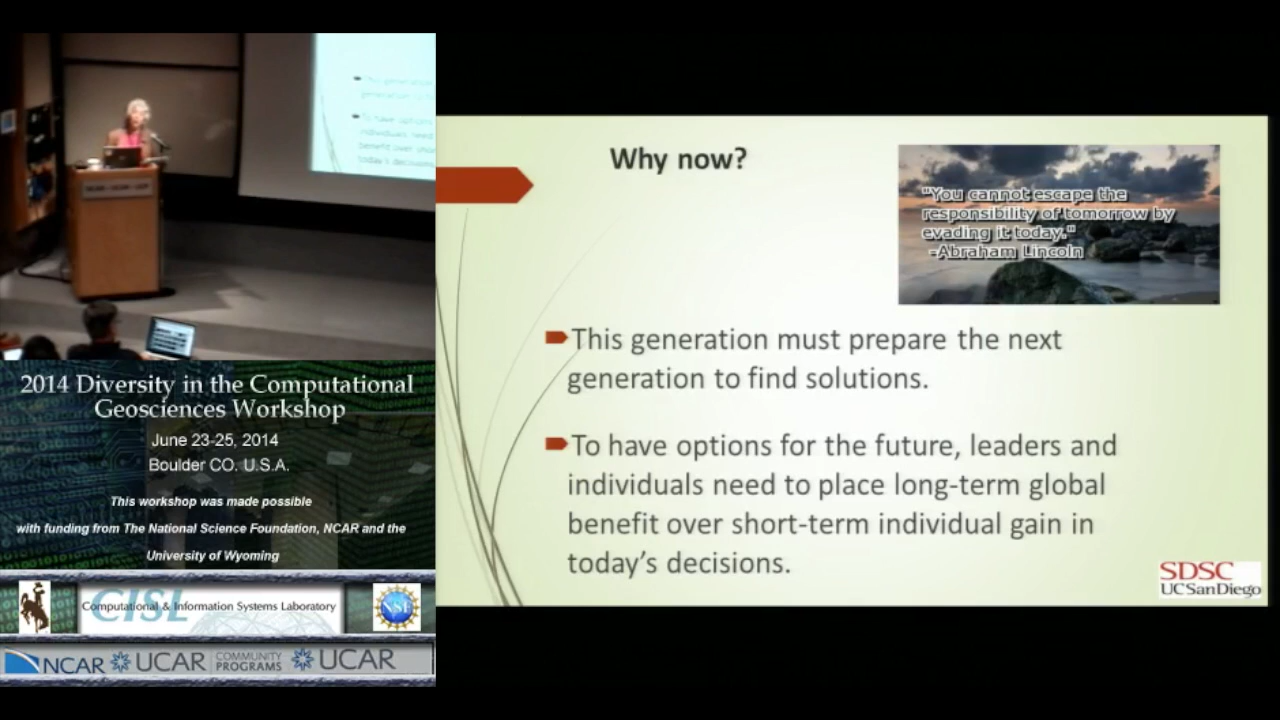 2014 Diversity in the Computational
Geosciences Workshop
June 23-25, 2014
Boulder CO. U.S.A.
This workshop was made possible
with funding from The National Science Foundation, NCAR and the
University of Wyoming
CISL
Computational & Information Systems Laboratory
NSF
NCAR UCAR COMMUNITY PROGRAMS UCAR
Why now?
"You cannot escape the
responsibility of tomorrow by
evading it today."
-Abraham Lincoln
This generation must prepare the next
generation to find solutions.
To have options for the future, leaders and
individuals need to place long-term global
benefit over short-term individual gain in
today's decisions.
SDSC
UC San Diego